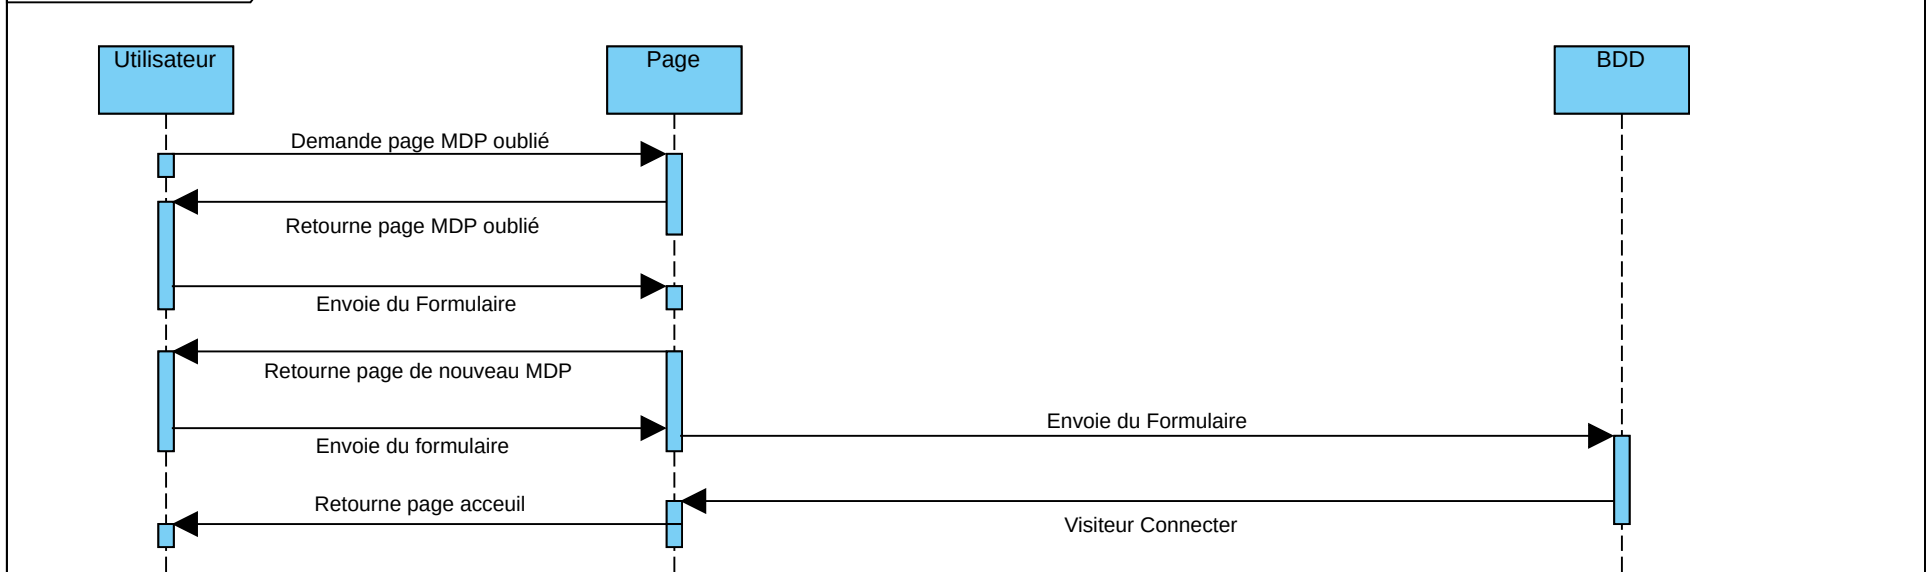 Utilisateur
Page
BDD
Demande page MDP oublié
Retourne page MDP oublié
Envoie du Formulaire
Retourne page de nouveau MDP
Envoie du Formulaire
Envoie du formulaire
Retourne page acceuil
Visiteur Connecter